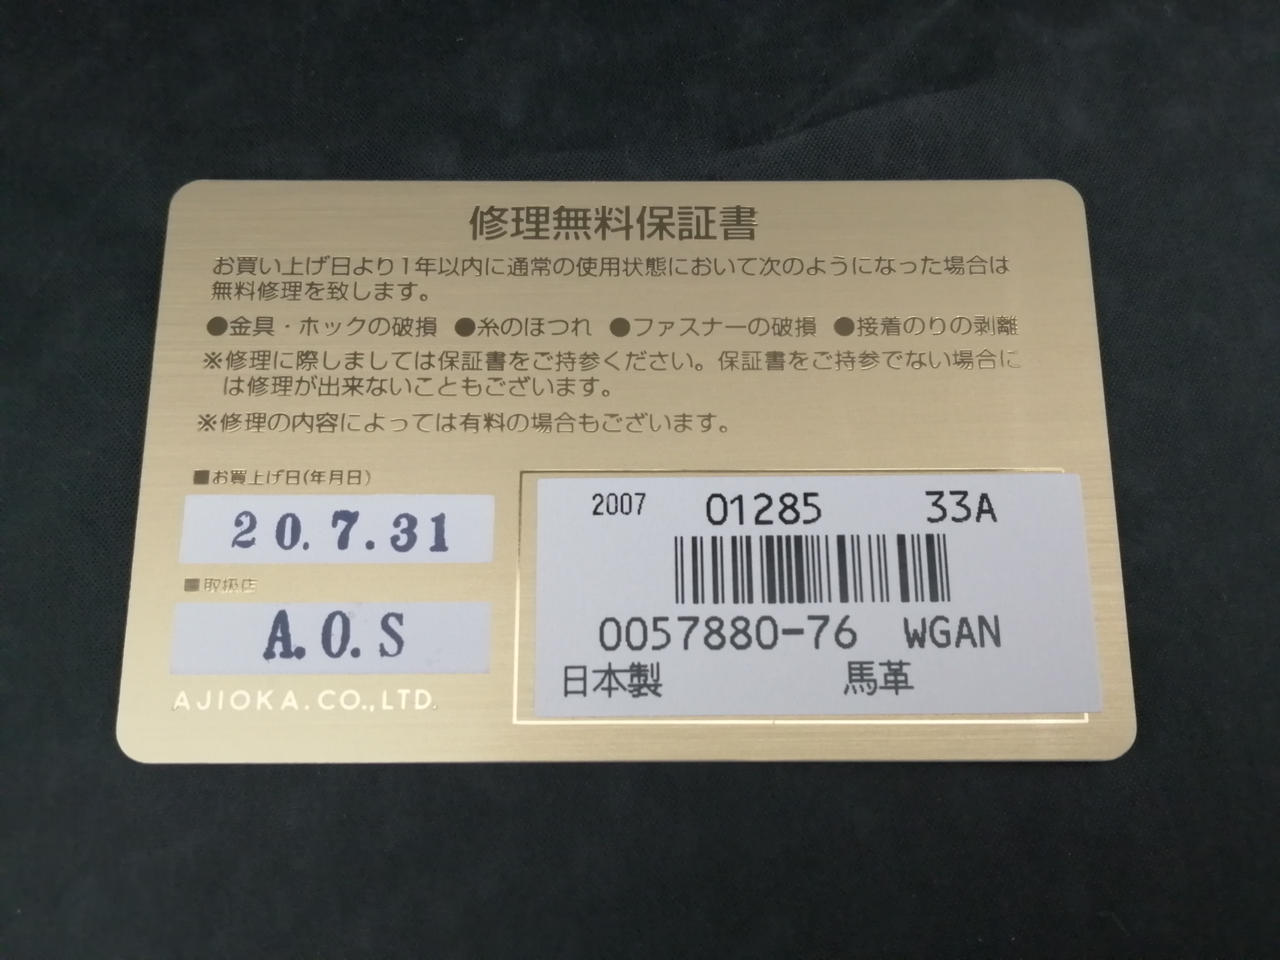 修理無料保証書
お買い上げ日より1年以内に通常の使用状態において次のようになった場合は
無料修理を致します。
●金具・ホックの破損 ●糸のほつれ ●ファスナーの破損 ●接着のりの剥離
※修理に際しましては保証書をご持参ください。保証書をご持参でない場合に
は修理が出来ないこともございます。
※修理の内容によっては有料の場合もございます。
■お買上げ日(年月日)
20.7.31
■取扱店
A.O.S
AJIOKA.CO.,LTD.
2007 01285 33A
0057880-76 WGAN
日本製 馬革